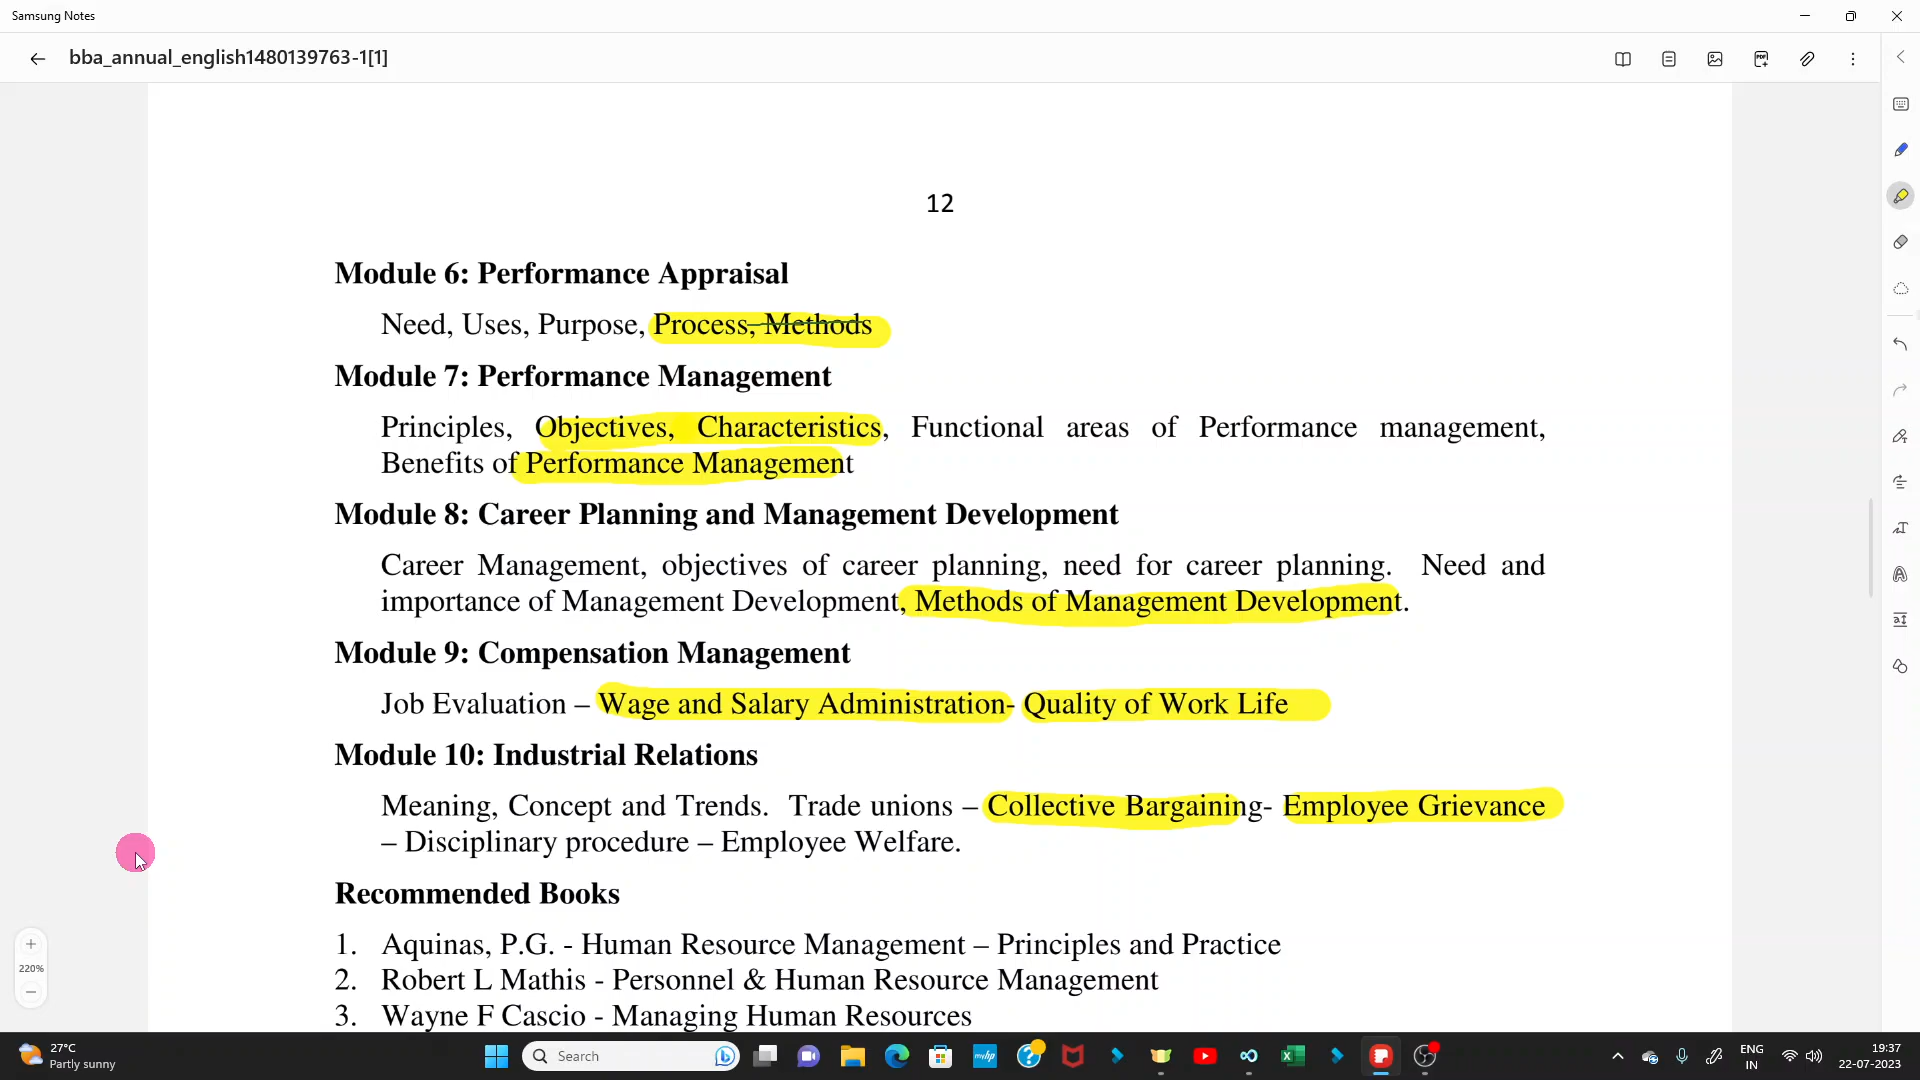 Samsung Notes
bba_annual_english1480139763-1[1]
12
Module 6: Performance Appraisal
Need, Uses, Purpose, Process, Methods
Module 7: Performance Management
Principles, Objectives, Characteristics, Functional areas of Performance management,
Benefits of Performance Management
Module 8: Career Planning and Management Development
Career Management, objectives of career planning, need for career planning. Need and
importance of Management Development, Methods of Management Development.
Module 9: Compensation Management
Job Evaluation – Wage and Salary Administration- Quality of Work Life
Module 10: Industrial Relations
Meaning, Concept and Trends. Trade unions – Collective Bargaining- Employee Grievance
– Disciplinary procedure – Employee Welfare.
Recommended Books
1. Aquinas, P.G. - Human Resource Management – Principles and Practice
2. Robert L Mathis - Personnel & Human Resource Management
3. Wayne F Cascio - Managing Human Resources
220%
27°C
Partly sunny
Search
ENG
IN
19:37
22-07-2023